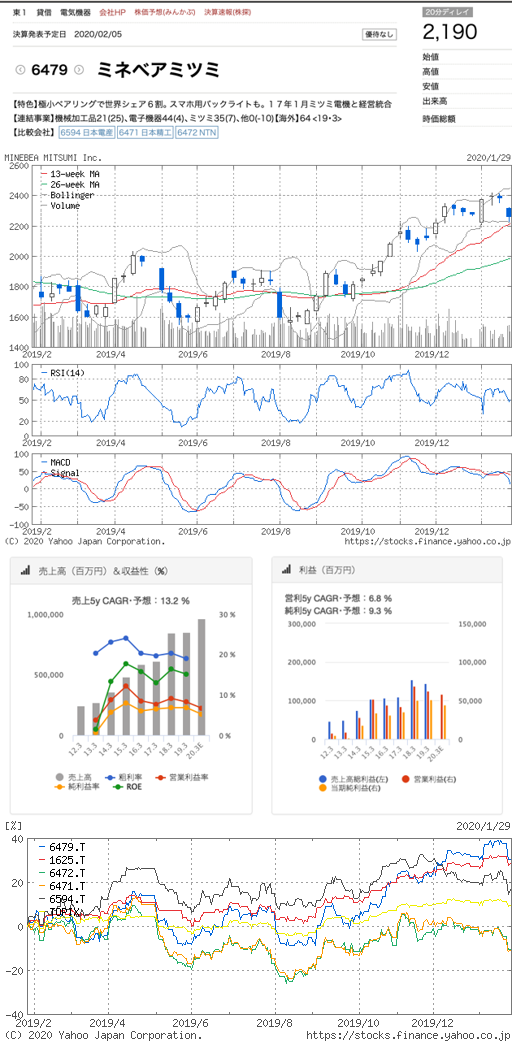 東1 貸借 電気機器 会社HP 株価予想(みんかぶ) 決算速報(株探)
20分ディレイ
決算発表予定日 2020/02/05
優待なし
2,190
6479 ミネベアミツミ
始値
高値
安値
出来高
時価総額
【特色】極小ベアリングで世界シェア6割。スマホ用バックライトも。17年1月ミツミ電機と経営統合
【連結事業】機械加工品21(25)、電子機器44(4)、ミツミ35(7)、他0(-10)【海外】64 <19・3>
【比較会社】 6594 日本電産 6471 日本精工 6472 NTN
MINEBEA MITSUMI Inc. 2020/1/29
2600
2400
2200
2000
1800
1600
1400
13-week MA
26-week MA
Bollinger
Volume
2019/2 2019/4 2019/6 2019/8 2019/10 2019/12
100
80
50
20
0
RSI(14)
2019/2 2019/4 2019/6 2019/8 2019/10 2019/12
100
50
0
-50
-100
MACD
Signal
2019/2 2019/4 2019/6 2019/8 2019/10 2019/12
(C) 2020 Yahoo Japan Corporation. https://stocks.finance.yahoo.co.jp
売上高（百万円）＆収益性（%）
売上5y CAGR・予想：13.2 %
1,000,000
500,000
0
30 %
20 %
10 %
0 %
12.3 13.3 14.3 15.3 16.3 17.3 18.3 19.3 20.3E
売上高 粗利率 営業利益率
純利益率 ROE
利益（百万円）
営利5y CAGR・予想：6.8 %
純利5y CAGR・予想：9.3 %
300,000
200,000
100,000
0
150,000
100,000
50,000
0
12.3 13.3 14.3 15.3 16.3 17.3 18.3 19.3 20.3E
売上高総利益(左) 営業利益(右)
当期純利益(右)
[%] 2020/1/29
40
20
0
-20
-40
6479.T
1625.T
6472.T
6471.T
6594.T
TOPIX
2019/2 2019/4 2019/6 2019/8 2019/10 2019/12
(C) 2020 Yahoo Japan Corporation. https://stocks.finance.yahoo.co.jp